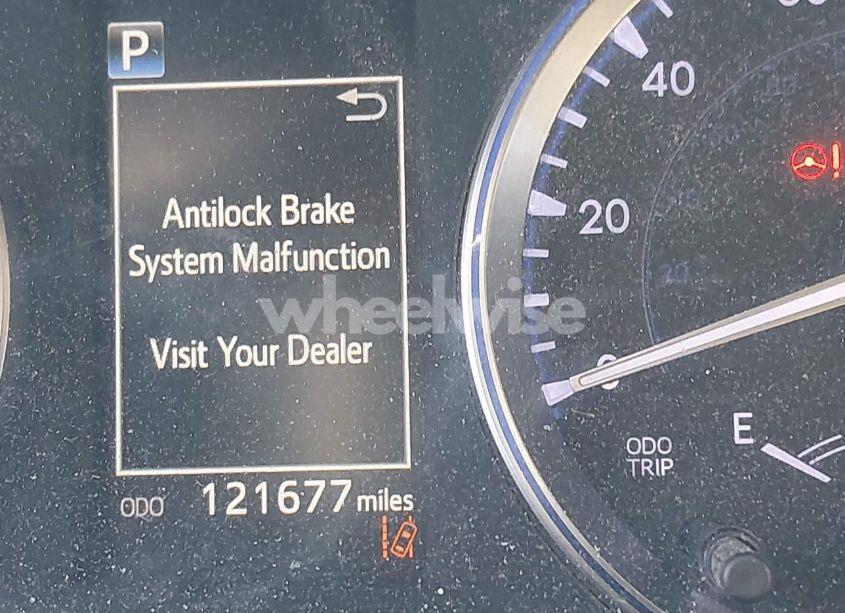 P
Antilock Brake
System Malfunction
Visit Your Dealer
ODO 121677 miles
40
20
0
E
ODO
TRIP
!
wheelwise